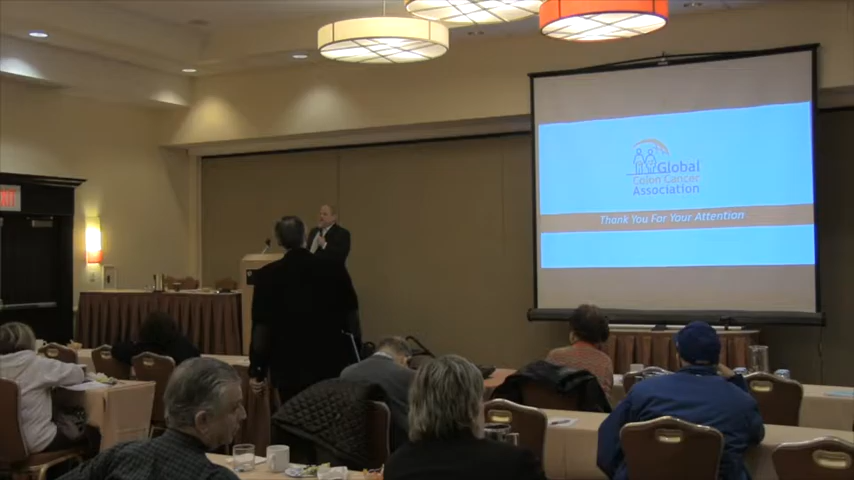 EXIT
Global
Colon Cancer
Association
Thank You For Your Attention